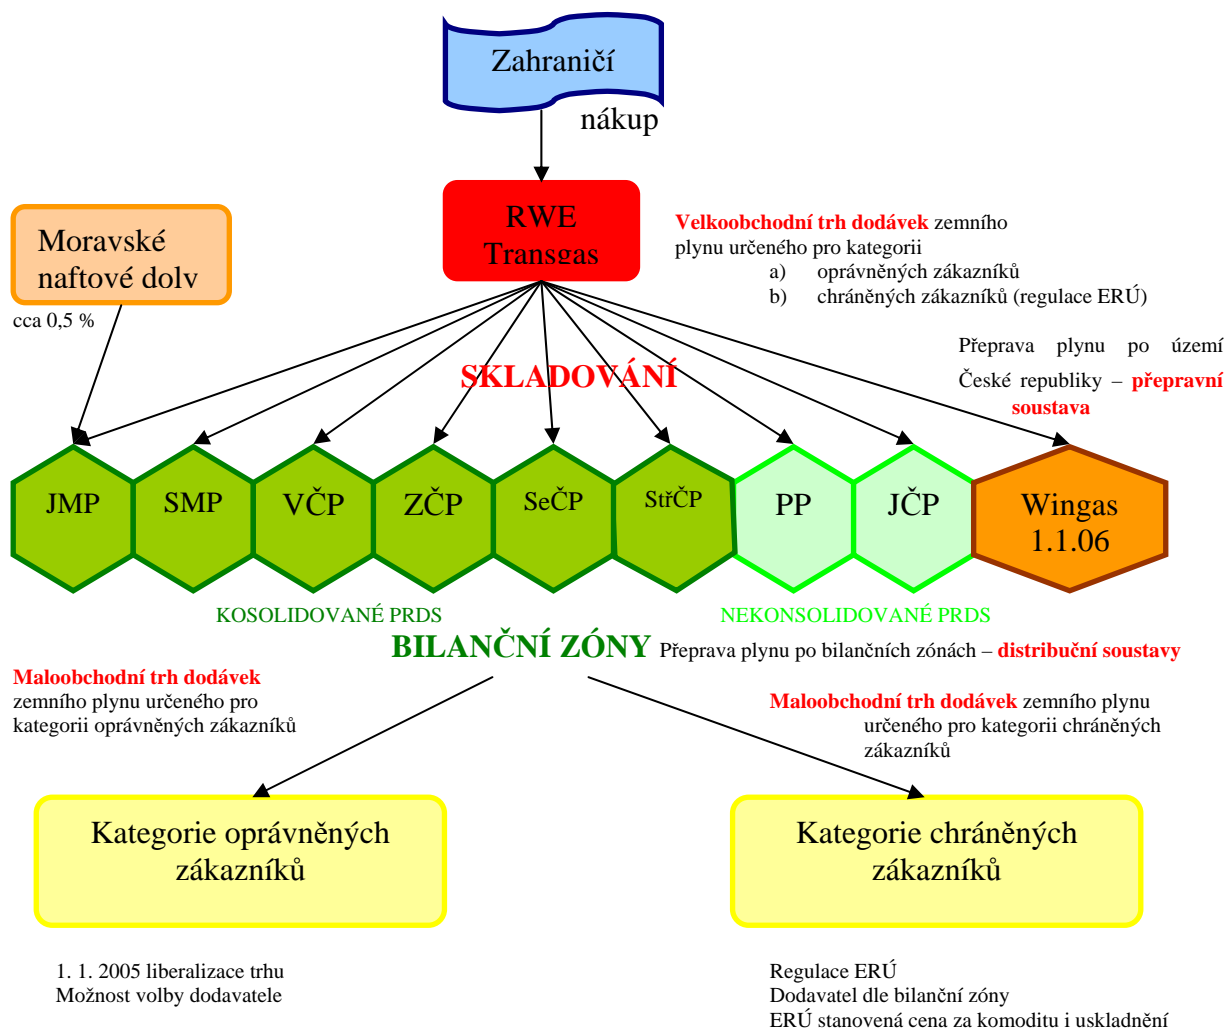 Zahraničí
nákup
RWE
Transgas
Moravské
naftové doly
cca 0,5 %
Velkoobchodní trh dodávek zemního
plynu určeného pro kategorii
a) oprávněných zákazníků
b) chráněných zákazníků (regulace ERÚ)
Přeprava plynu po území
České republiky – přepravní
soustava
SKLADOVÁNÍ
JMP
SMP
VČP
ZČP
SeČP
StřČP
PP
JČP
Wingas
1.1.06
KOSOLIDOVANÉ PRDS
NEKONSOLIDOVANÉ PRDS
BILANČNÍ ZÓNY Přeprava plynu po bilančních zónách – distribuční soustavy
Maloobchodní trh dodávek
zemního plynu určeného pro
kategorii oprávněných zákazníků
Maloobchodní trh dodávek zemního plynu
určeného pro kategorii chráněných
zákazníků
Kategorie oprávněných
zákazníků
Kategorie chráněných
zákazníků
1. 1. 2005 liberalizace trhu
Možnost volby dodavatele
Regulace ERÚ
Dodavatel dle bilanční zóny
ERÚ stanovená cena za komoditu i uskladnění